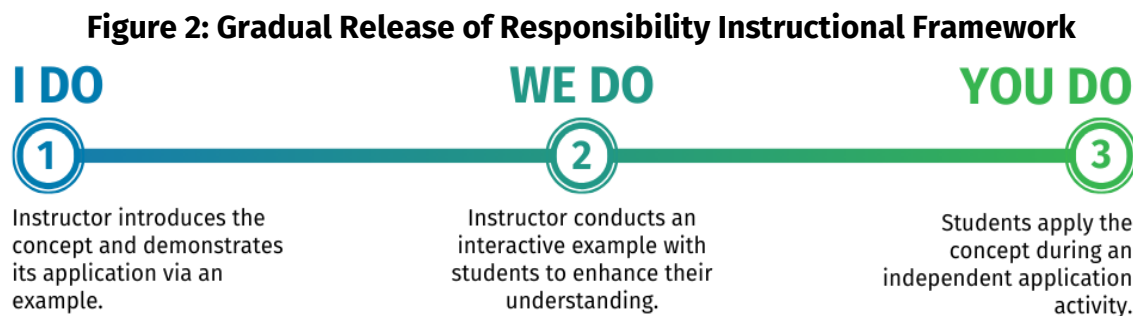 Figure 2: Gradual Release of Responsibility Instructional Framework
I DO
1
Instructor introduces the
concept and demonstrates
its application via an
example.
WE DO
2
Instructor conducts an
interactive example with
students to enhance their
understanding.
YOU DO
3
Students apply the
concept during an
independent application
activity.